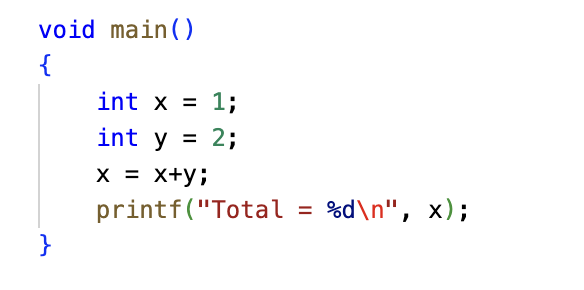 void main()
{
    int x = 1;
    int y = 2;
    x = x+y;
    printf("Total = %d\n", x);
}